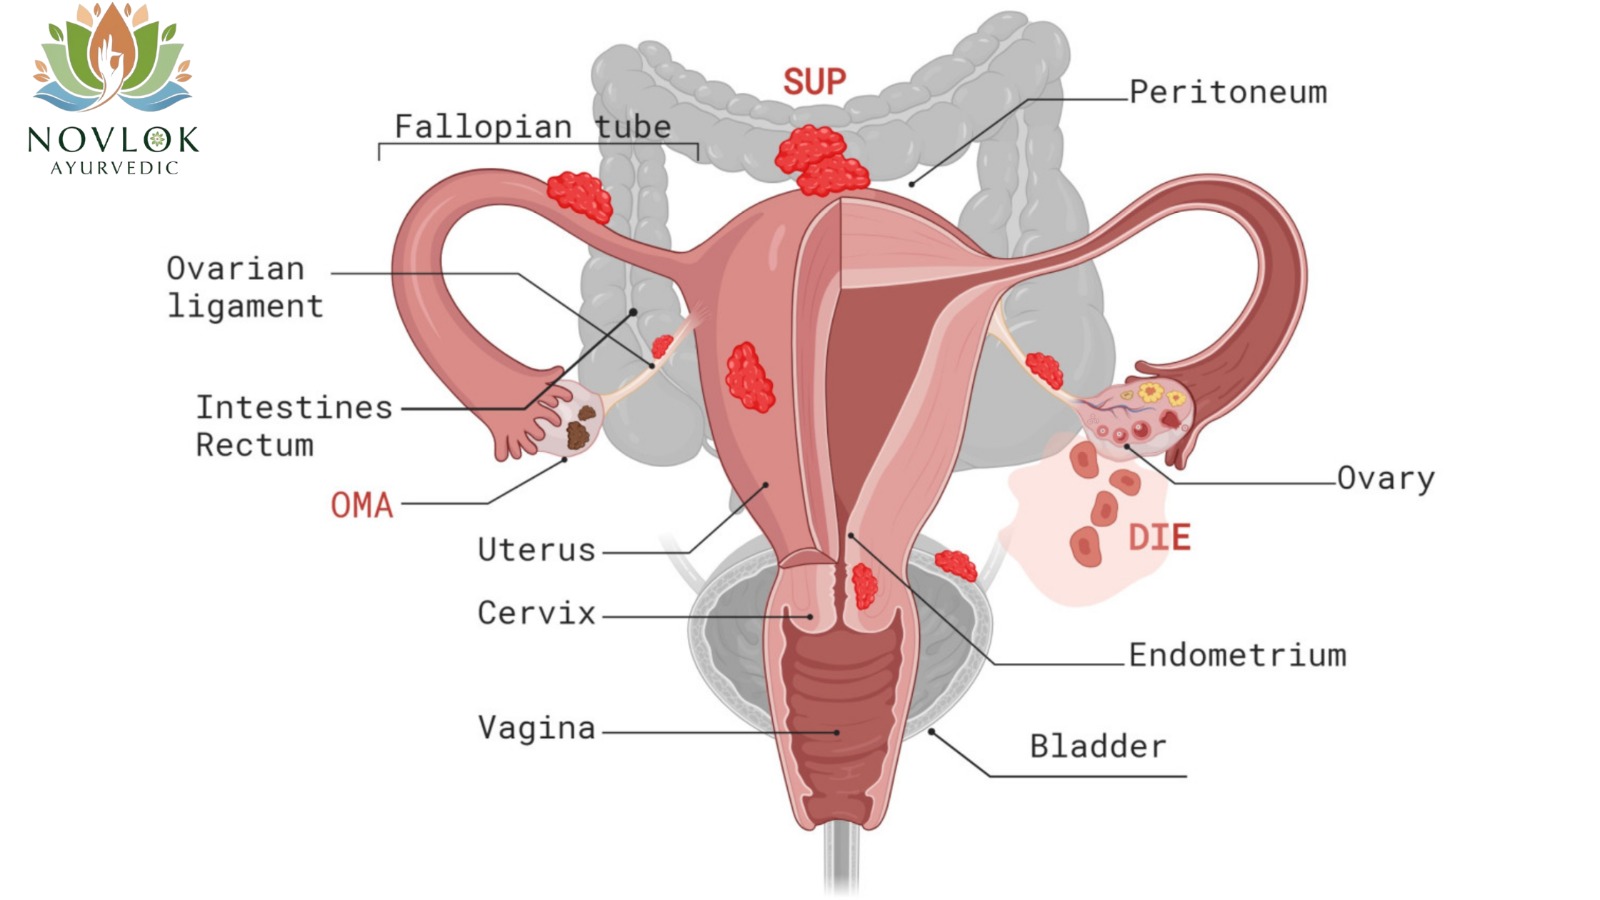 NOVLOK
AYURVEDIC
SUP
Peritoneum
Fallopian tube
Ovarian
ligament
Intestines
Rectum
OMA
Ovary
DIE
Uterus
Cervix
Endometrium
Vagina
Bladder